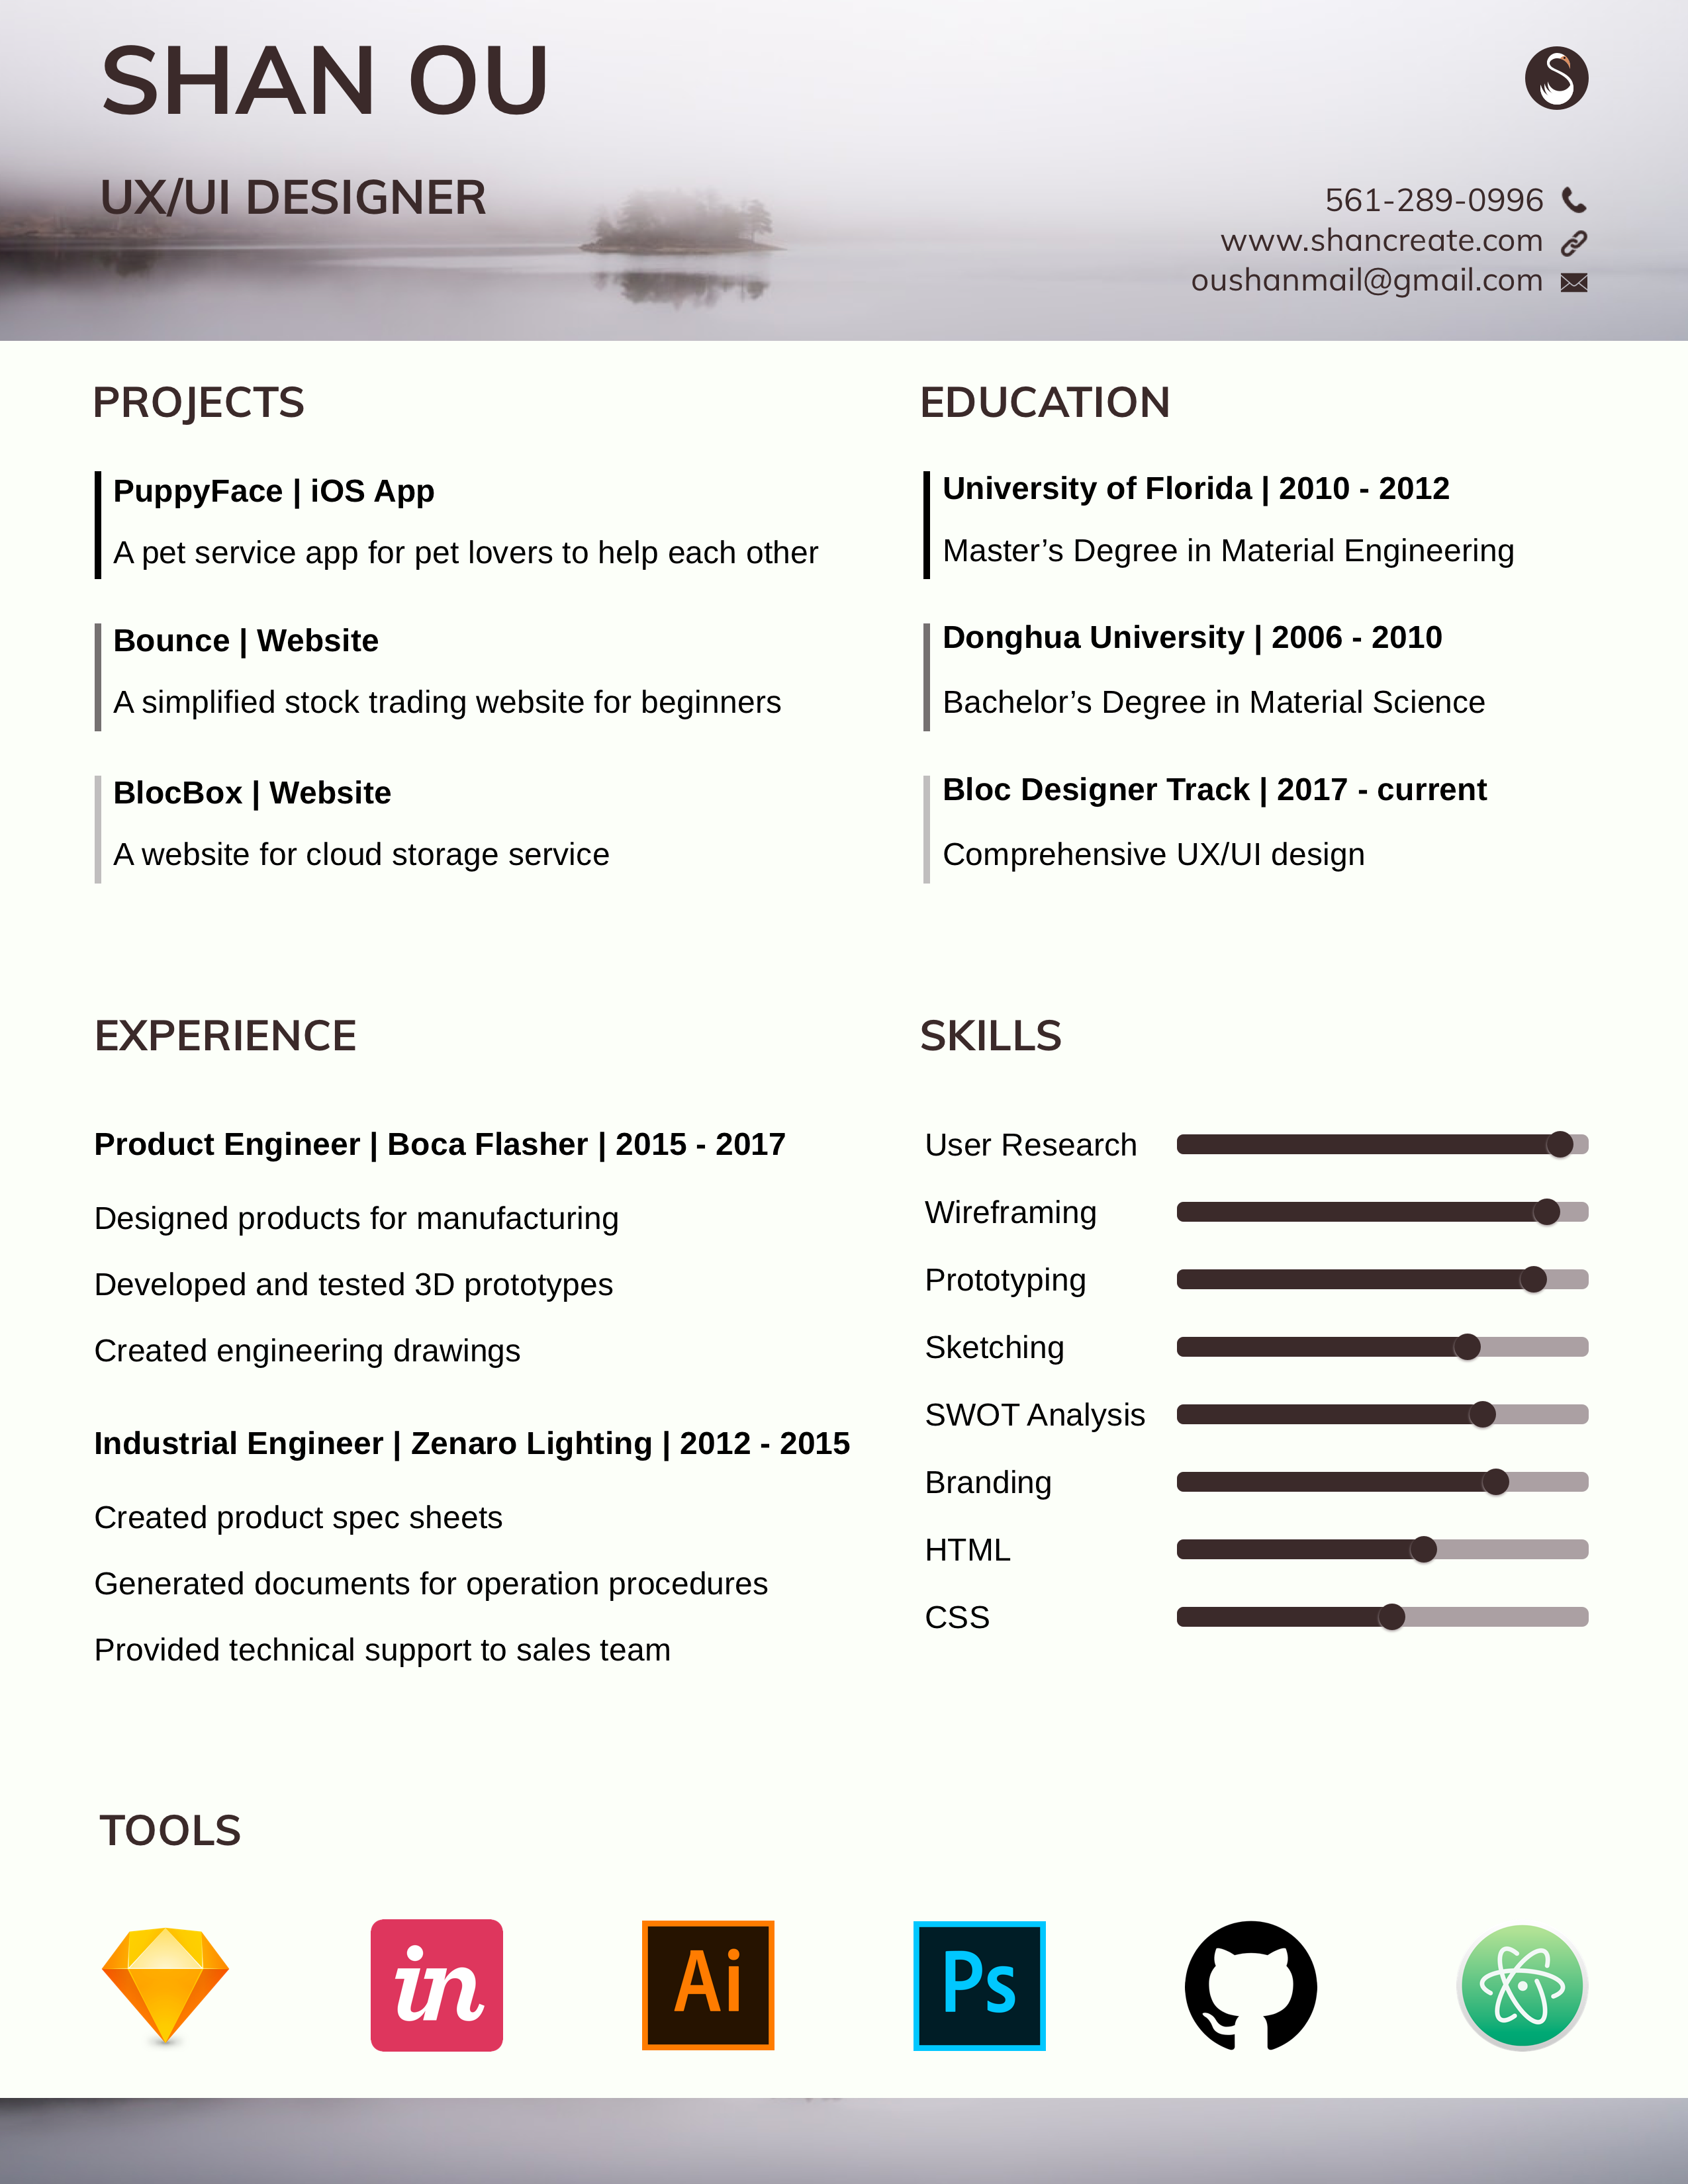 SHAN OU
UX/UI DESIGNER
561-289-0996
www.shancreate.com
oushanmail@gmail.com
PROJECTS
PuppyFace | iOS App
A pet service app for pet lovers to help each other
Bounce | Website
A simplified stock trading website for beginners
BlocBox | Website
A website for cloud storage service
EDUCATION
University of Florida | 2010 - 2012
Master’s Degree in Material Engineering
Donghua University | 2006 - 2010
Bachelor’s Degree in Material Science
Bloc Designer Track | 2017 - current
Comprehensive UX/UI design
EXPERIENCE
Product Engineer | Boca Flasher | 2015 - 2017
Designed products for manufacturing
Developed and tested 3D prototypes
Created engineering drawings
Industrial Engineer | Zenaro Lighting | 2012 - 2015
Created product spec sheets
Generated documents for operation procedures
Provided technical support to sales team
SKILLS
User Research
Wireframing
Prototyping
Sketching
SWOT Analysis
Branding
HTML
CSS
TOOLS
in
Ai
Ps